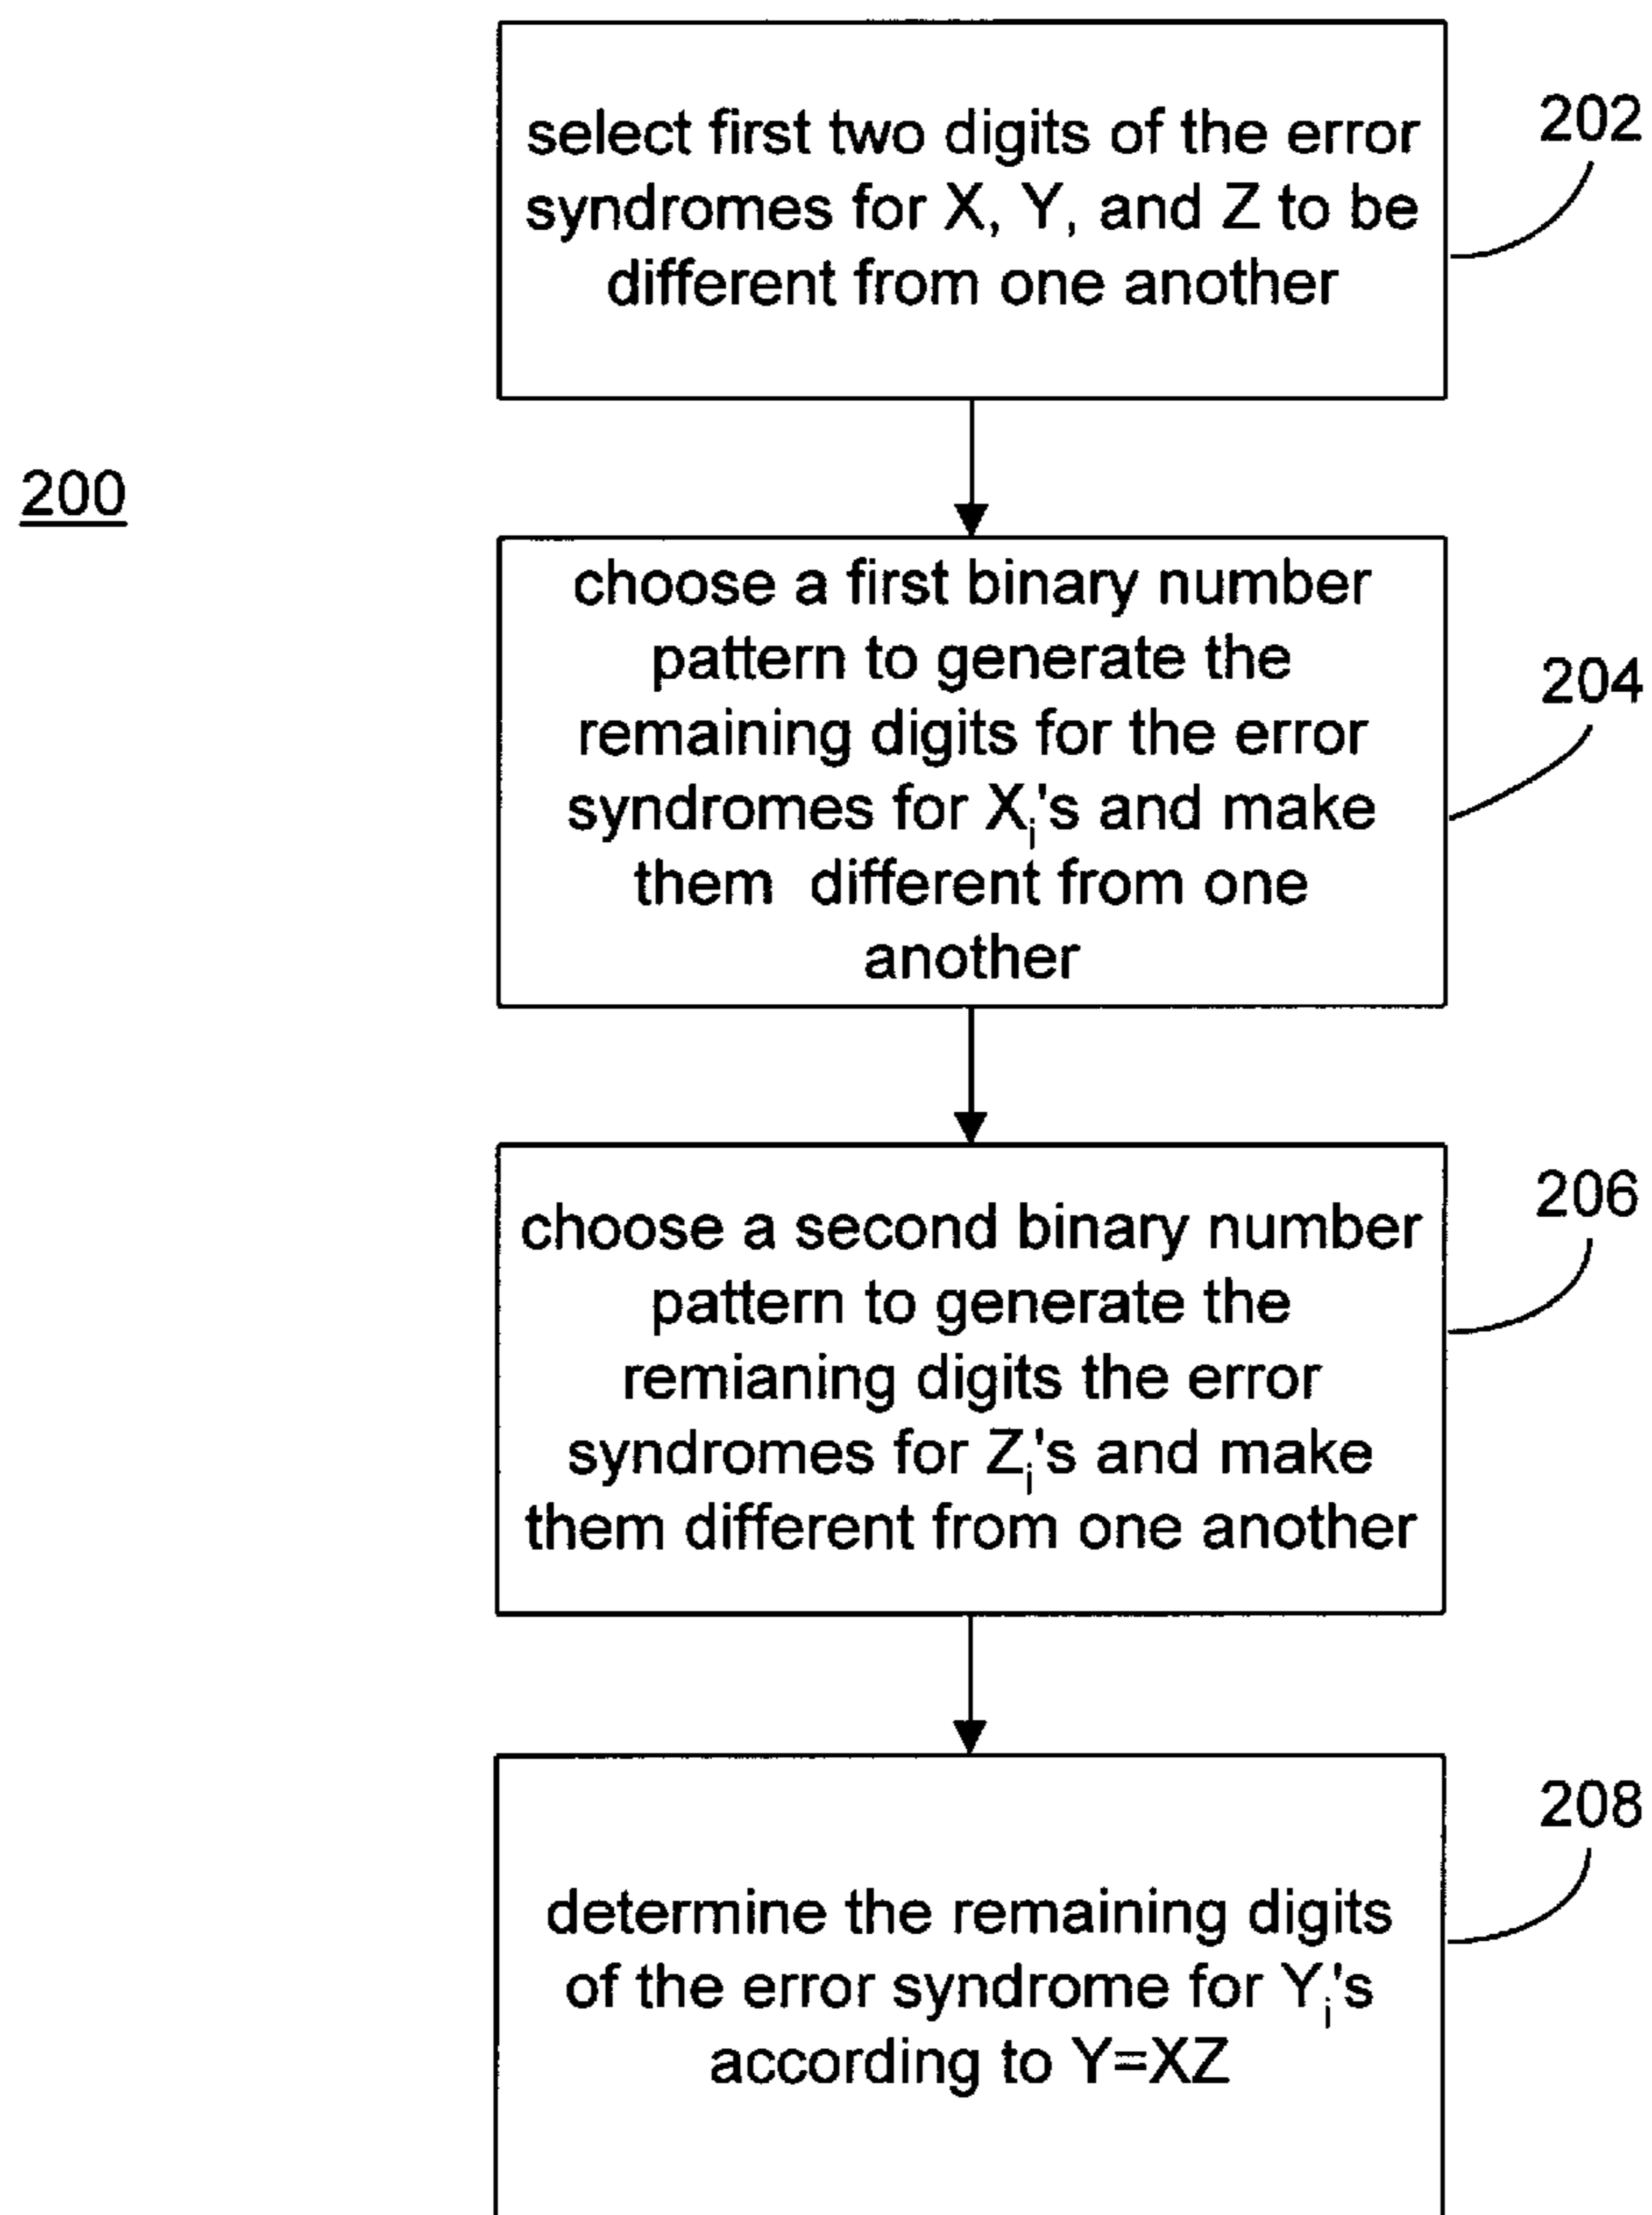 select first two digits of the error
syndromes for X, Y, and Z to be
different from one another
202
200
choose a first binary number
pattern to generate the
remaining digits for the error
syndromes for Xi's and make
them different from one
another
204
choose a second binary number
pattern to generate the
remianing digits the error
syndromes for Zi's and make
them different from one another
206
determine the remaining digits
of the error syndrome for Yi's
according to Y=XZ
208